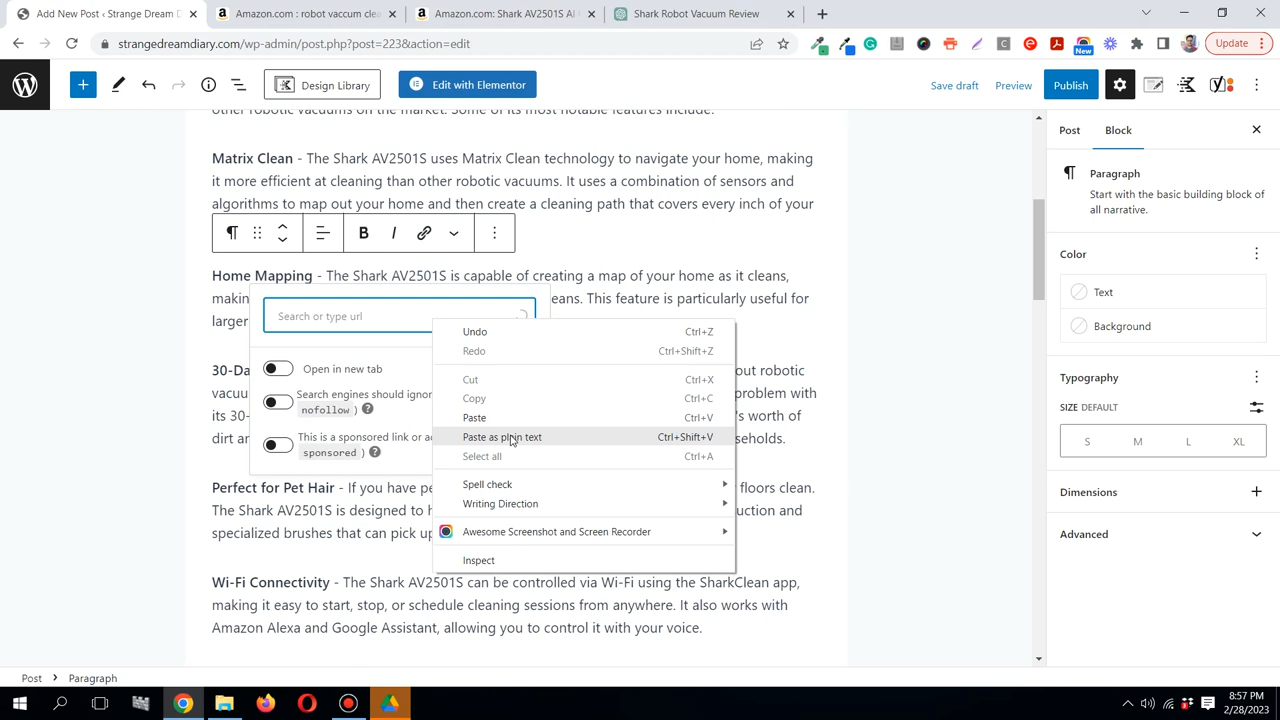 Add New Post ‹ Strange Dream D
Amazon.com : robot vaccum cle
Amazon.com: Shark AV2501S AI
Shark Robot Vacuum Review
strangedreamdiary.com/wp-admin/post.php?post=223&action=edit
New
Update
Design Library
Edit with Elementor
Save draft
Preview
Publish
other robotic vacuums on the market. Some of its most notable features include:
Matrix Clean - The Shark AV2501S uses Matrix Clean technology to navigate your home, making
it more efficient at cleaning than other robotic vacuums. It uses a combination of sensors and
algorithms to map out your home and then create a cleaning path that covers every inch of your
B I
Home Mapping - The Shark AV2501S is capable of creating a map of your home as it cleans,
makin
eans. This feature is particularly useful for
larger
Search or type url
30-Da
out robotic
vacuu
problem with
its 30-
's worth of
dirt an
seholds.
Open in new tab
Search engines should ignor
nofollow )
This is a sponsored link or ad
sponsored )
Undo Ctrl+Z
Redo Ctrl+Shift+Z
Cut Ctrl+X
Copy Ctrl+C
Paste Ctrl+V
Paste as plain text Ctrl+Shift+V
Select all Ctrl+A
Spell check
Writing Direction
Awesome Screenshot and Screen Recorder
Inspect
Perfect for Pet Hair - If you have pe
floors clean.
The Shark AV2501S is designed to h
uction and
specialized brushes that can pick up
Wi-Fi Connectivity - The Shark AV2501S can be controlled via Wi-Fi using the SharkClean app,
making it easy to start, stop, or schedule cleaning sessions from anywhere. It also works with
Amazon Alexa and Google Assistant, allowing you to control it with your voice.
Post
Block
Paragraph
Start with the basic building block of
all narrative.
Color
Text
Background
Typography
SIZE DEFAULT
S M L XL
Dimensions
Advanced
Post
Paragraph
8:57 PM
2/28/2023